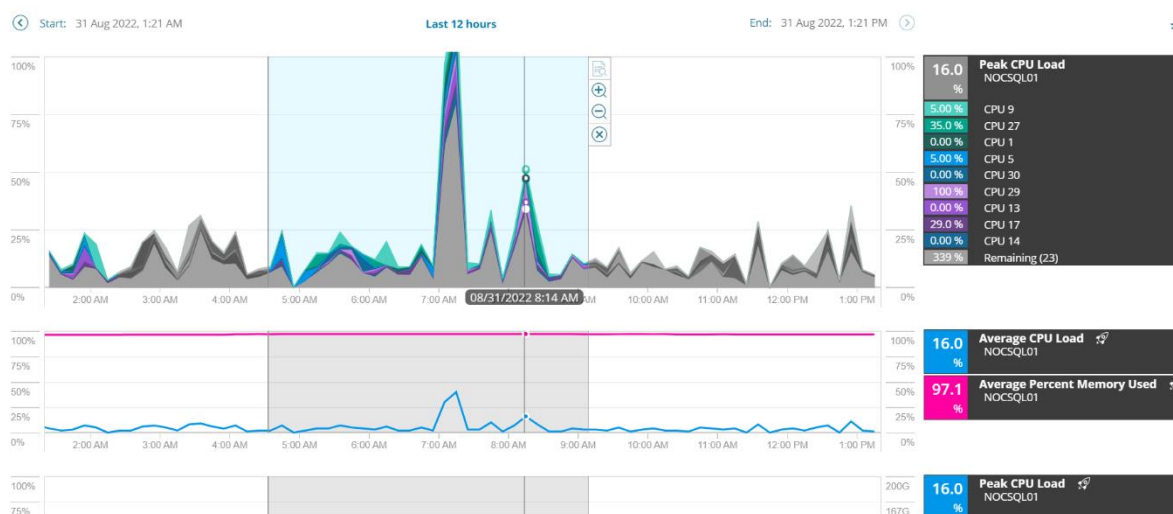 Start: 31 Aug 2022, 1:21 AM
Last 12 hours
End: 31 Aug 2022, 1:21 PM
100%
75%
50%
25%
0%
100%
75%
50%
25%
0%
2:00 AM 3:00 AM 4:00 AM 5:00 AM 6:00 AM 7:00 AM 08/31/2022 8:14 AM AM 10:00 AM 11:00 AM 12:00 PM 1:00 PM
16.0 %
Peak CPU Load
NOCSQL01
5.00 % CPU 9
35.0 % CPU 27
0.00 % CPU 1
5.00 % CPU 5
0.00 % CPU 30
100 % CPU 29
0.00 % CPU 13
29.0 % CPU 17
0.00 % CPU 14
339 % Remaining (23)
100%
75%
50%
25%
0%
100%
75%
50%
25%
0%
2:00 AM 3:00 AM 4:00 AM 5:00 AM 6:00 AM 7:00 AM 8:00 AM 9:00 AM 10:00 AM 11:00 AM 12:00 PM 1:00 PM
16.0 %
Average CPU Load
NOCSQL01
97.1 %
Average Percent Memory Used
NOCSQL01
100%
75%
200G
167G
16.0 %
Peak CPU Load
NOCSQL01